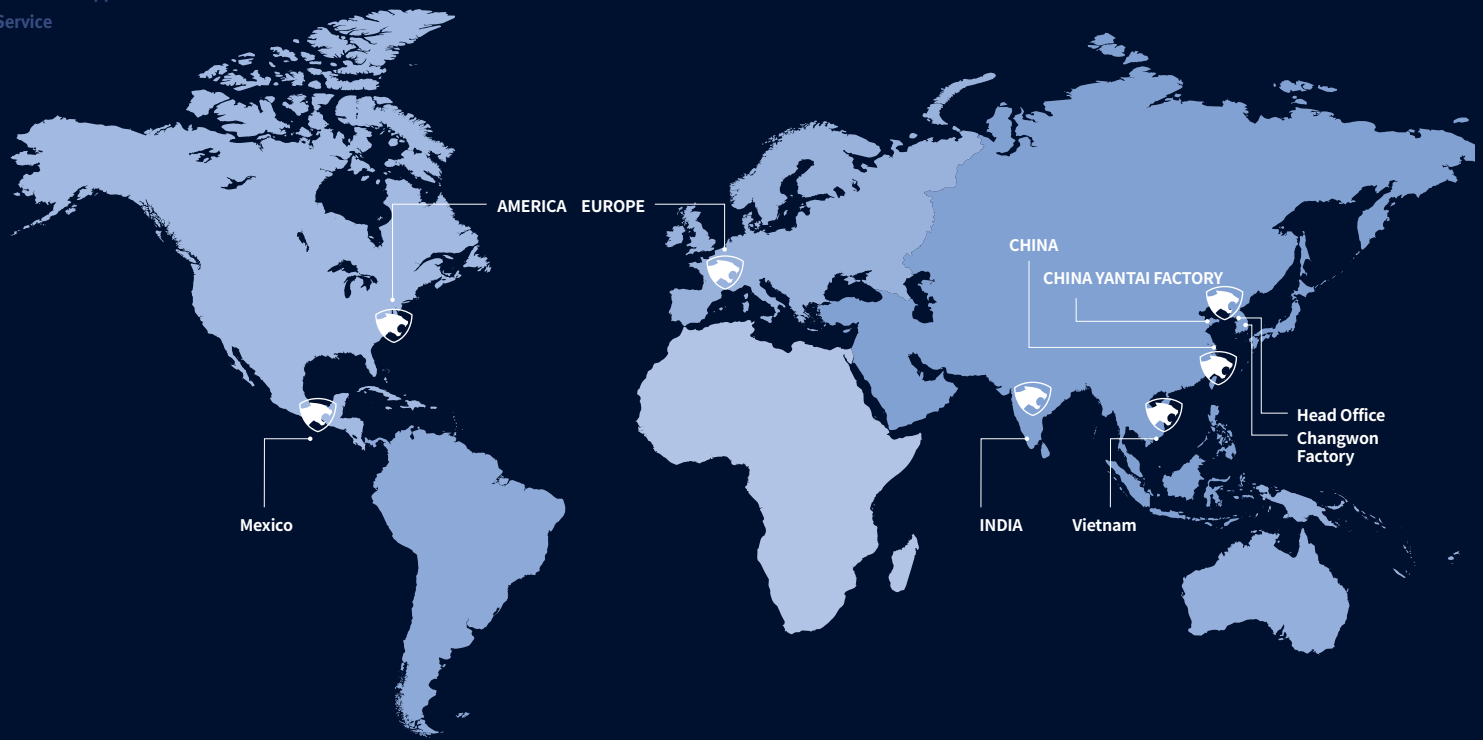 Service
AMERICA
EUROPE
CHINA
CHINA YANTAI FACTORY
Head Office
Changwon
Factory
Mexico
INDIA
Vietnam